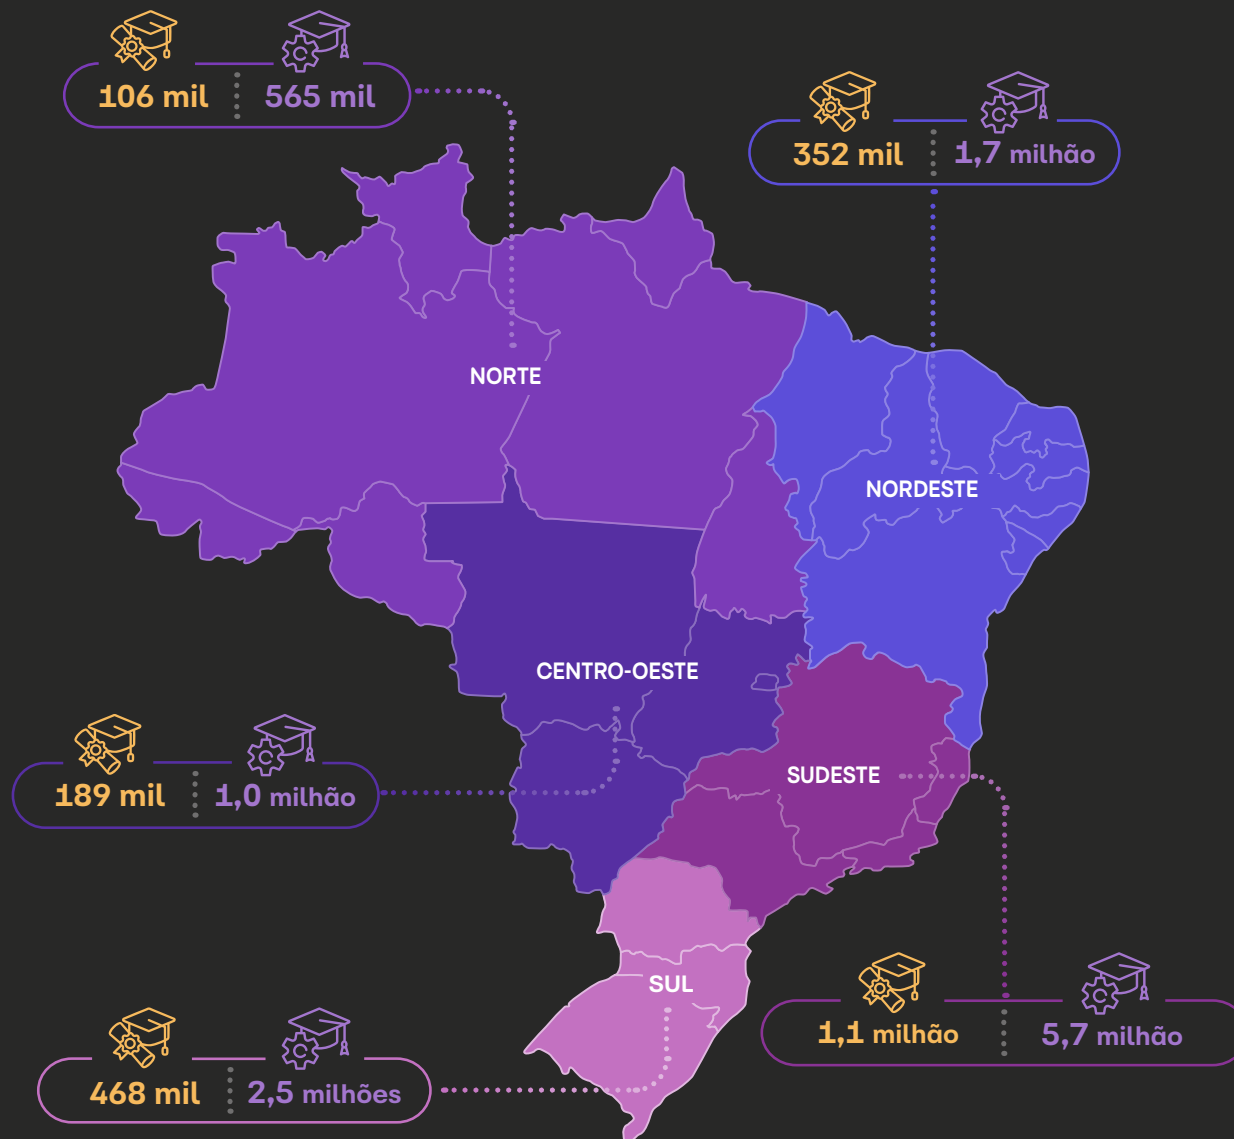 106 mil 565 mil
352 mil 1,7 milhão
NORTE
NORDESTE
CENTRO-OESTE
189 mil 1,0 milhão
SUDESTE
SUL
1,1 milhão 5,7 milhão
468 mil 2,5 milhões